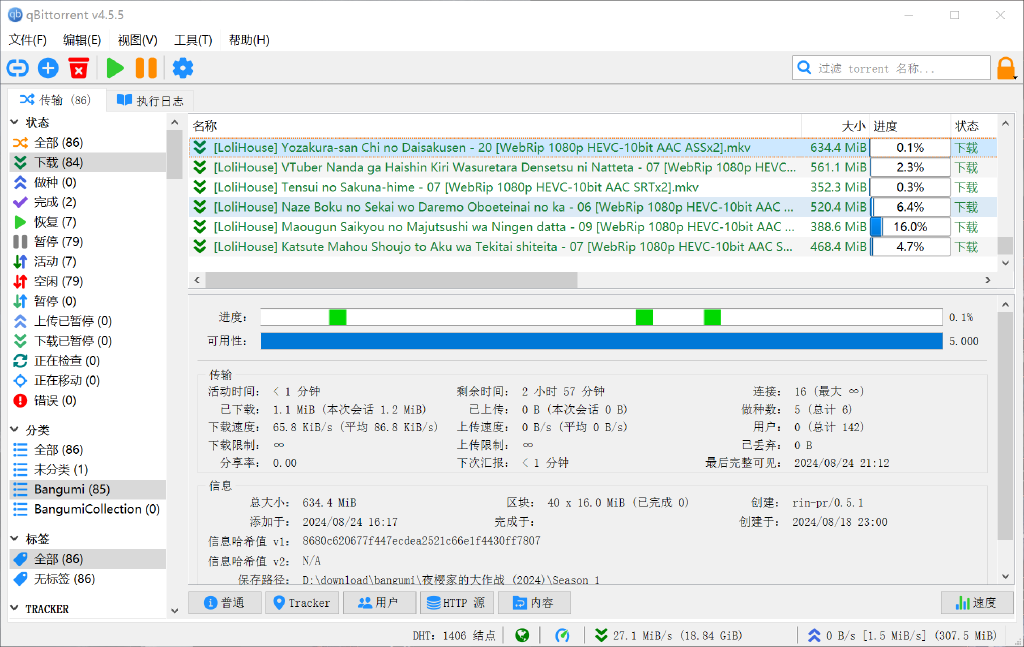 qBittorrent v4.5.5
文件(F) 编辑(E) 视图(V) 工具(T) 帮助(H)
过滤 torrent 名称...
传输 (86) 执行日志
状态
全部 (86)
下载 (84)
做种 (0)
完成 (2)
恢复 (7)
暂停 (79)
活动 (7)
空闲 (79)
暂停 (0)
上传已暂停 (0)
下载已暂停 (0)
正在检查 (0)
正在移动 (0)
错误 (0)
分类
全部 (86)
未分类 (1)
Bangumi (85)
BangumiCollection (0)
标签
全部 (86)
无标签 (86)
TRACKER
名称 大小 进度 状态
[LoliHouse] Yozakura-san Chi no Daisakusen - 20 [WebRip 1080p HEVC-10bit AAC ASSx2].mkv 634.4 MiB 0.1% 下载
[LoliHouse] VTuber Nanda ga Haishin Kiri Wasuretara Densetsu ni Natteta - 07 [WebRip 1080p HEVC... 561.1 MiB 2.3% 下载
[LoliHouse] Tensui no Sakuna-hime - 07 [WebRip 1080p HEVC-10bit AAC SRTx2].mkv 352.3 MiB 0.3% 下载
[LoliHouse] Naze Boku no Sekai wo Daremo Oboeteinai no ka - 06 [WebRip 1080p HEVC-10bit AAC ... 520.4 MiB 6.4% 下载
[LoliHouse] Maougun Saikyou no Majutsushi wa Ningen datta - 09 [WebRip 1080p HEVC-10bit AAC ... 388.6 MiB 16.0% 下载
[LoliHouse] Katsute Mahou Shoujo to Aku wa Tekitai shiteita - 07 [WebRip 1080p HEVC-10bit AAC S... 468.4 MiB 4.7% 下载
进度: 0.1%
可用性: 5.000
传输
活动时间: < 1 分钟 剩余时间: 2 小时 57 分钟 连接: 16 (最大 ∞)
已下载: 1.1 MiB (本次会话 1.2 MiB) 已上传: 0 B (本次会话 0 B) 做种数: 5 (总计 6)
下载速度: 65.8 KiB/s (平均 86.8 KiB/s) 上传速度: 0 B/s (平均 0 B/s) 用户: 0 (总计 142)
下载限制: ∞ 上传限制: ∞ 已丢弃: 0 B
分享率: 0.00 下次汇报: < 1 分钟 最后完整可见: 2024/08/24 21:12
信息
总大小: 634.4 MiB 区块: 40 x 16.0 MiB (已完成 0) 创建: rin-pr/0.5.1
添加于: 2024/08/24 16:17 完成于: 创建于: 2024/08/18 23:00
信息哈希值 v1: 8680c620677f447ecdea2521c66e1f4430ff7807
信息哈希值 v2: N/A
保存路径: D:\download\bangumi\夜樱家的大作战 (2024)\Season 1
普通 Tracker 用户 HTTP 源 内容 速度
DHT: 1406 结点 27.1 MiB/s (18.84 GiB) 0 B/s [1.5 MiB/s] (307.5 MiB)